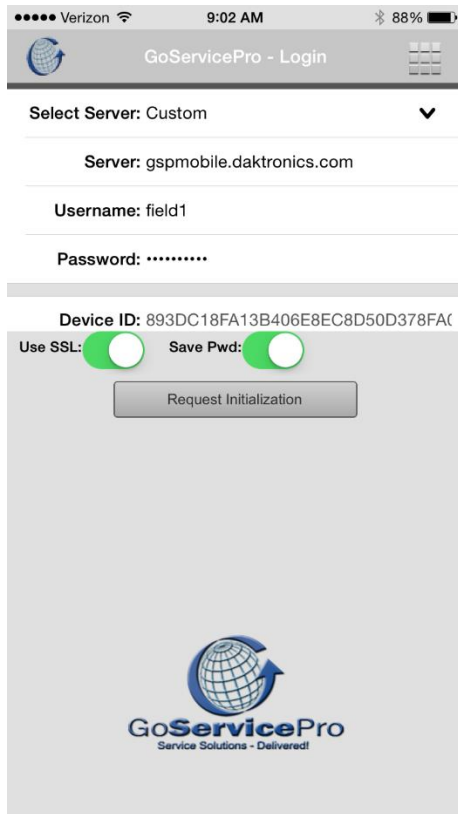 ●●●●● Verizon 9:02 AM 88%
GoServicePro - Login
Select Server: Custom
Server: gspmobile.daktronics.com
Username: field1
Password: ••••••••••
Device ID: 893DC18FA13B406E8EC8D50D378FA(
Use SSL: Save Pwd:
Request Initialization
GoServicePro
Service Solutions - Delivered!